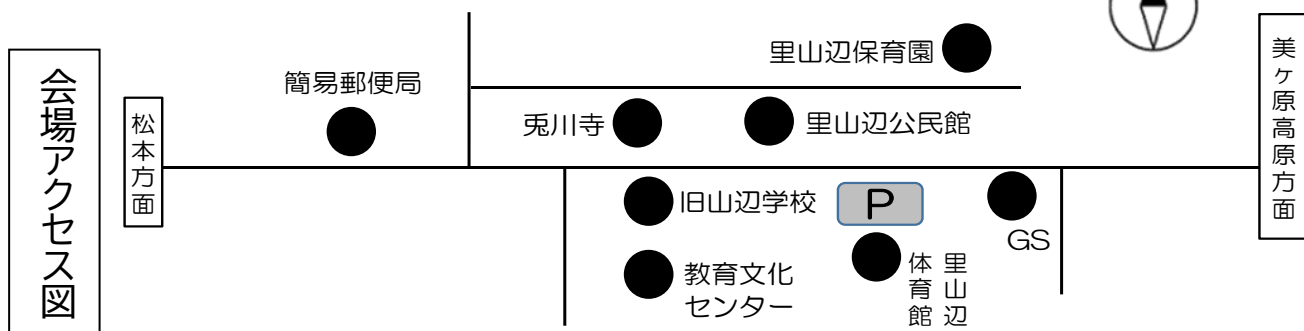 会場アクセス図
松本方面
簡易郵便局
里山辺保育園
兎川寺
里山辺公民館
旧山辺学校
P
GS
教育文化
センター
里山辺
体育館
美ヶ原高原方面